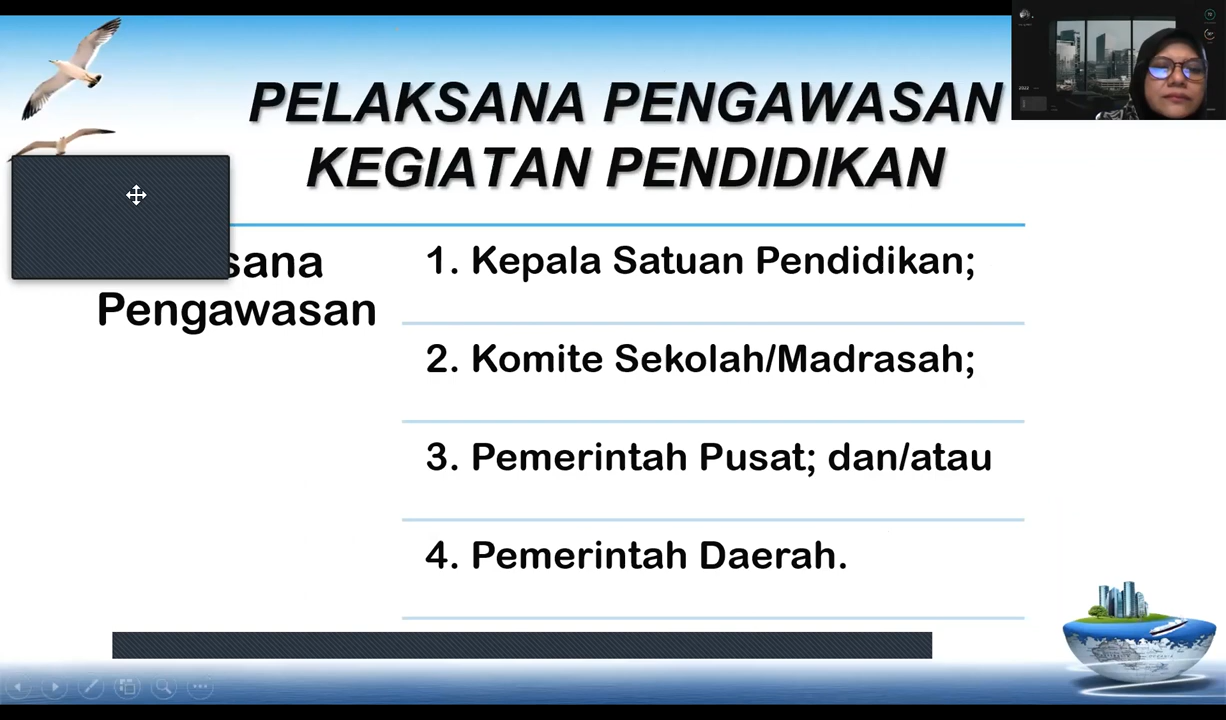 PELAKSANA PENGAWASAN
KEGIATAN PENDIDIKAN
Pengawasan
1. Kepala Satuan Pendidikan;
2. Komite Sekolah/Madrasah;
3. Pemerintah Pusat; dan/atau
4. Pemerintah Daerah.